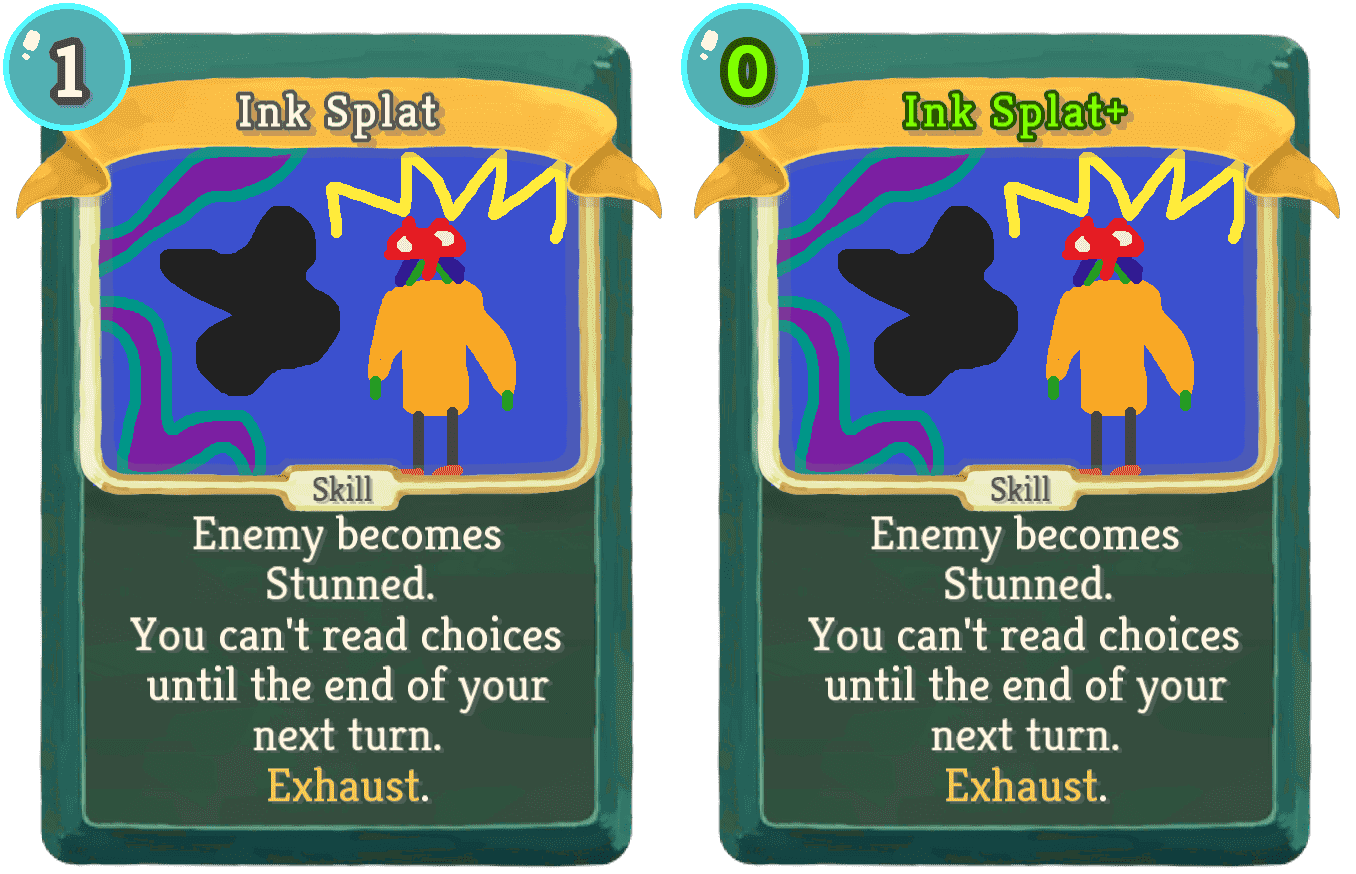 1
Ink Splat
Skill
Enemy becomes
Stunned.
You can't read choices
until the end of your
next turn.
Exhaust.
0
Ink Splat+
Skill
Enemy becomes
Stunned.
You can't read choices
until the end of your
next turn.
Exhaust.